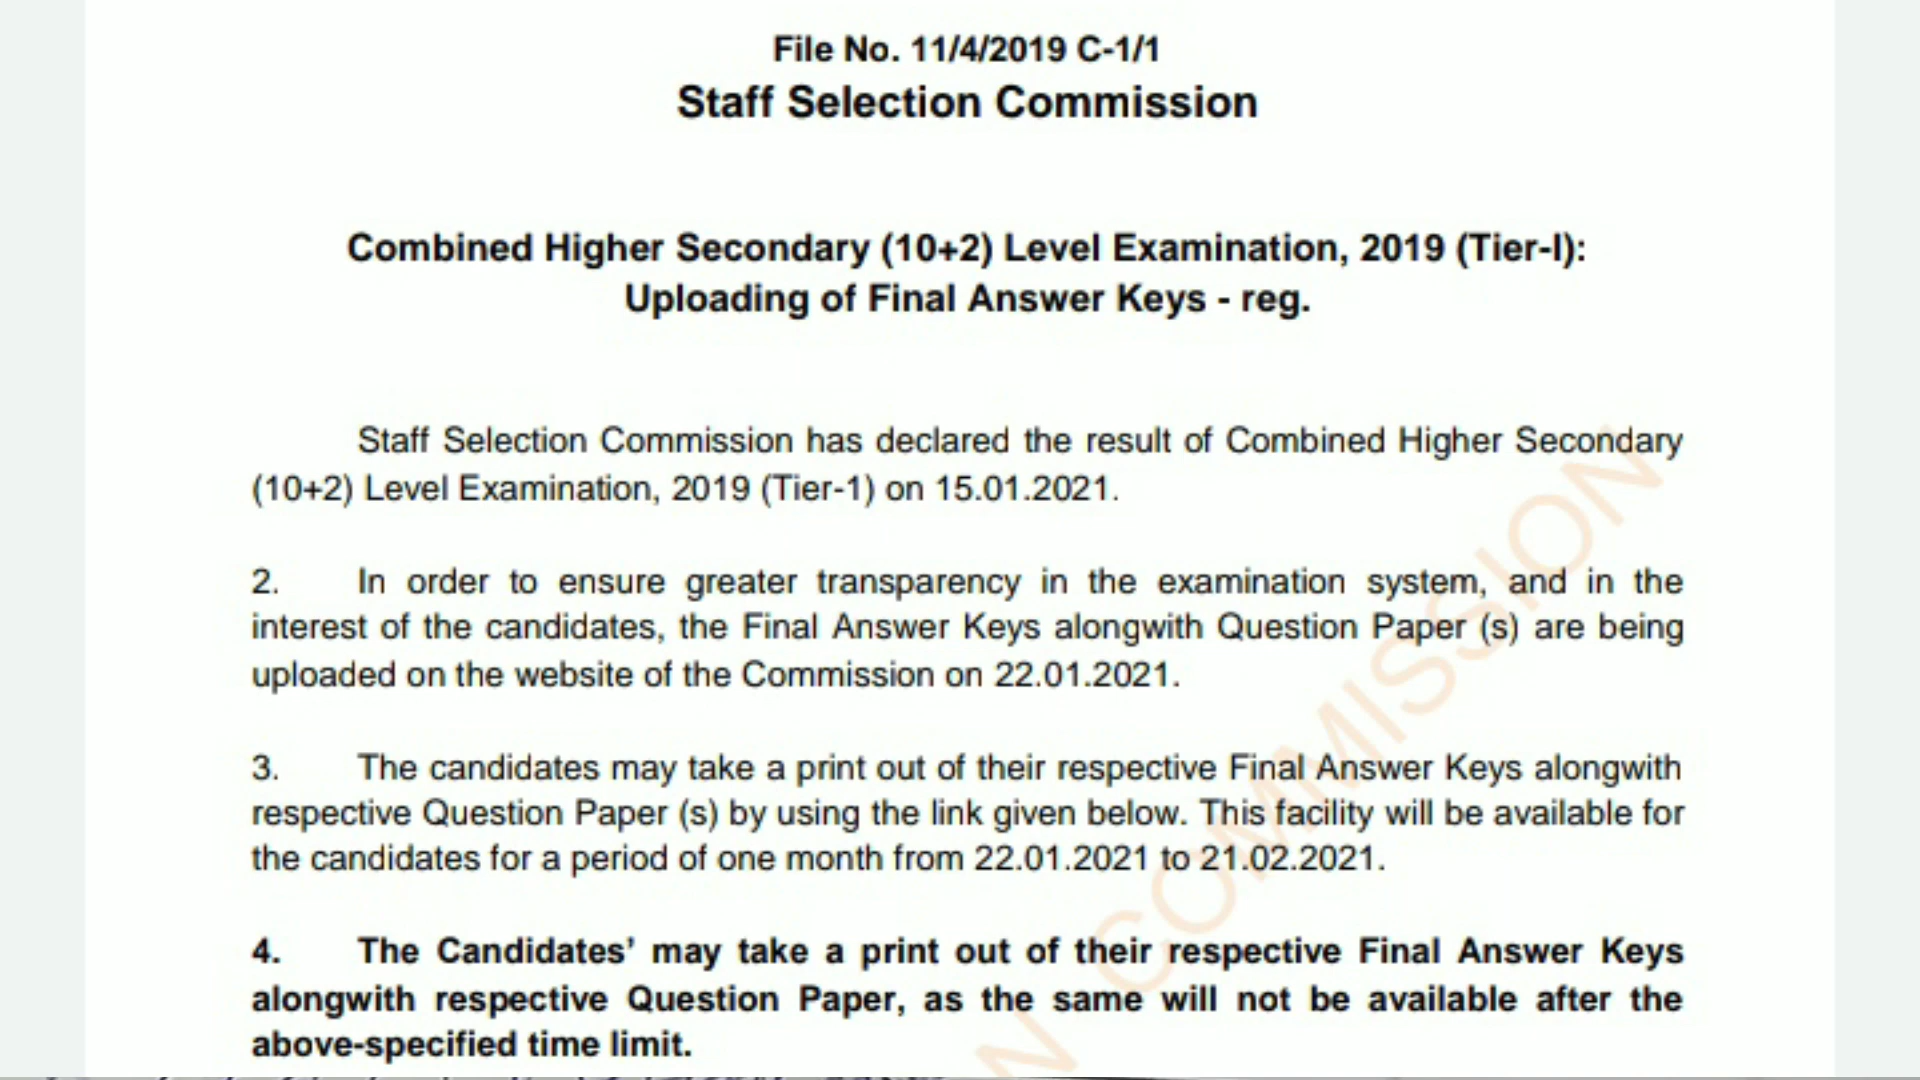 File No. 11/4/2019 C-1/1
Staff Selection Commission
Combined Higher Secondary (10+2) Level Examination, 2019 (Tier-I):
Uploading of Final Answer Keys - reg.
Staff Selection Commission has declared the result of Combined Higher Secondary
(10+2) Level Examination, 2019 (Tier-1) on 15.01.2021.
2. In order to ensure greater transparency in the examination system, and in the
interest of the candidates, the Final Answer Keys alongwith Question Paper (s) are being
uploaded on the website of the Commission on 22.01.2021.
3. The candidates may take a print out of their respective Final Answer Keys alongwith
respective Question Paper (s) by using the link given below. This facility will be available for
the candidates for a period of one month from 22.01.2021 to 21.02.2021.
4. The Candidates’ may take a print out of their respective Final Answer Keys
alongwith respective Question Paper, as the same will not be available after the
above-specified time limit.
N COMMISSION